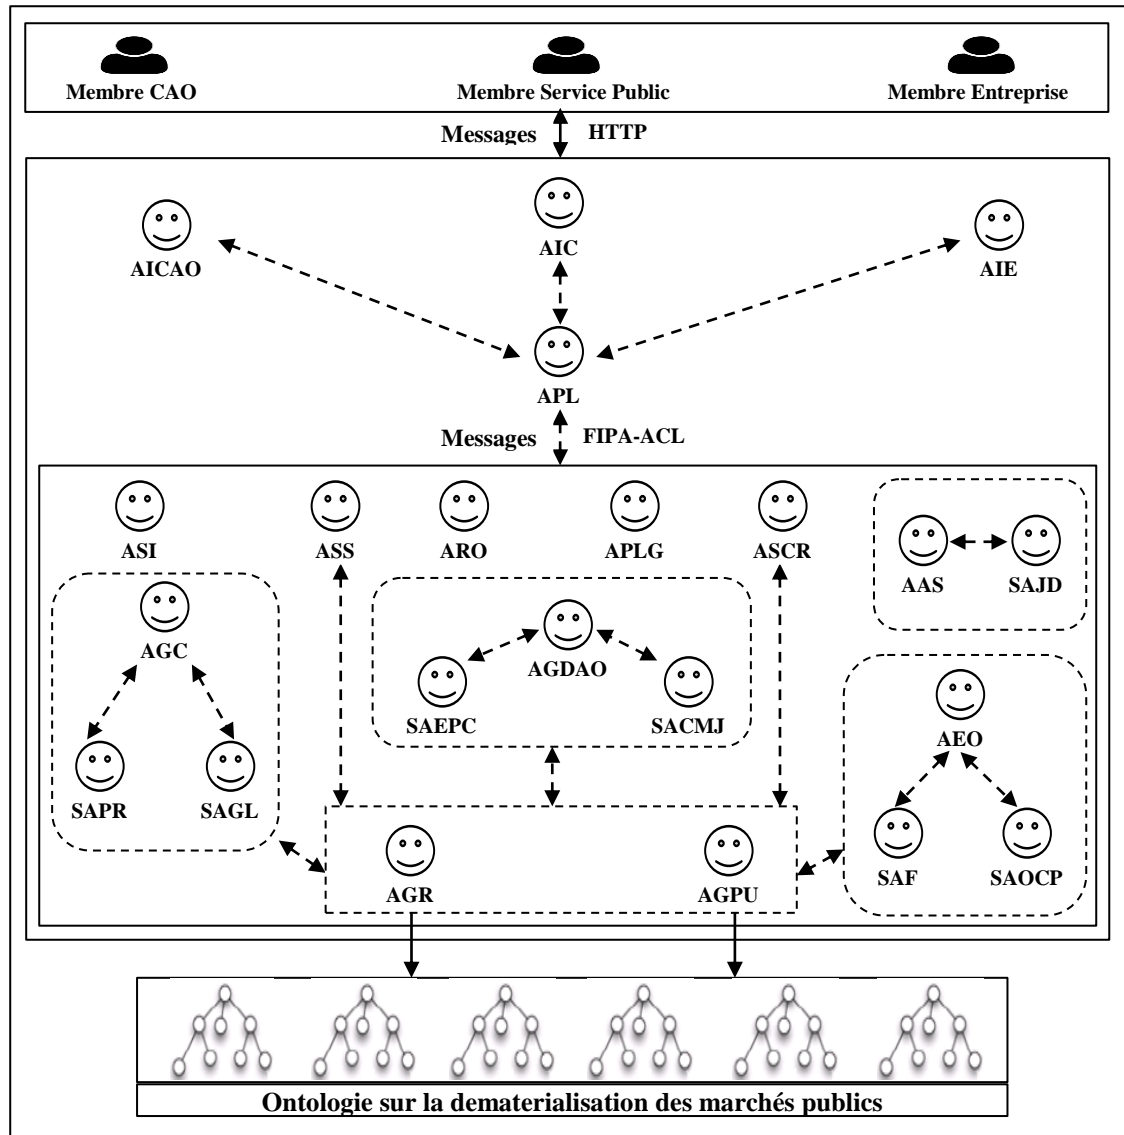 Membre CAO
Membre Service Public
Membre Entreprise
Messages HTTP
AICAO
AIC
AIE
APL
Messages FIPA-ACL
ASI
ASS
ARO
APLG
ASCR
AAS
SAJD
AGC
AGDAO
SAEPC
SACMJ
AEO
SAPR
SAGL
SAF
SAOCP
AGR
AGPU
Ontologie sur la dematerialisation des marchés publics